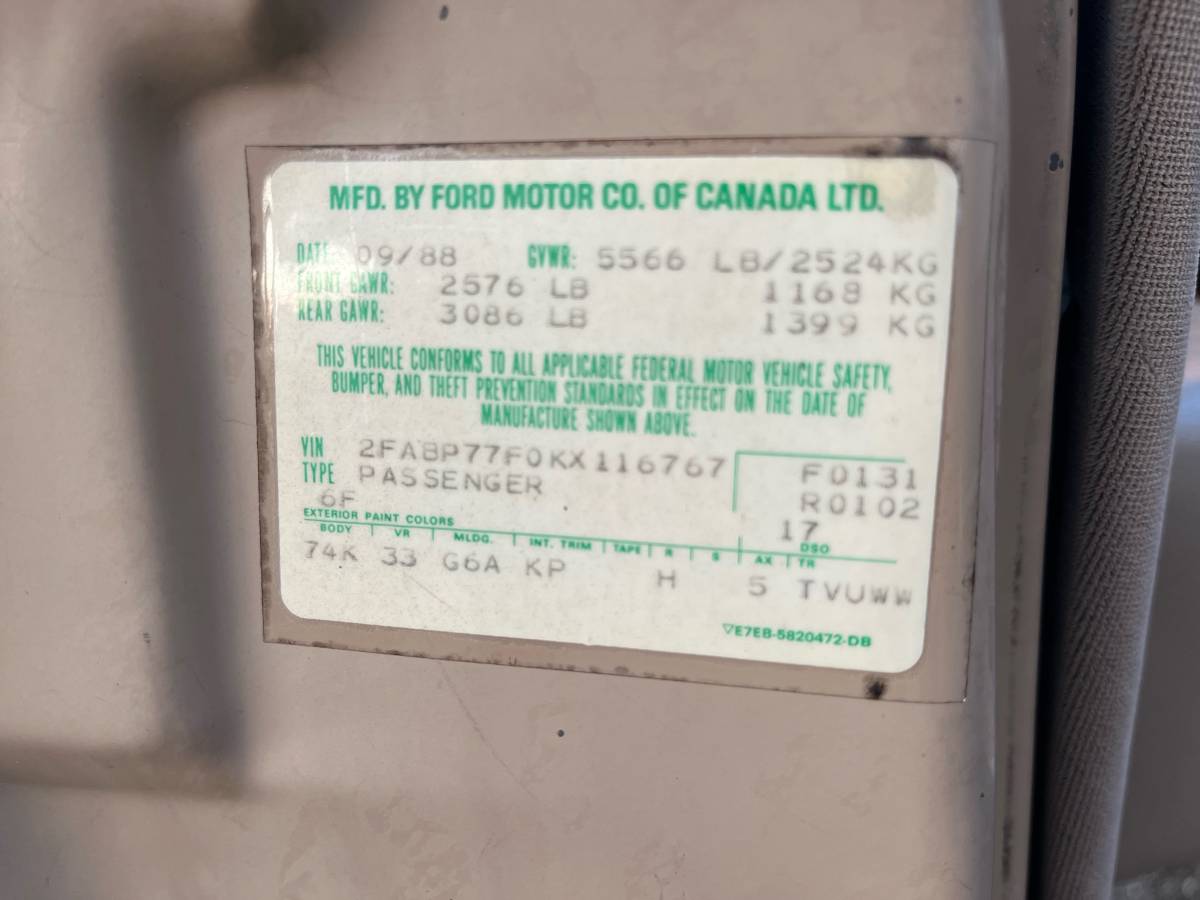 MFD. BY FORD MOTOR CO. OF CANADA LTD.
DATE: 09/88 GVWR: 5566 LB/2524KG
FRONT GAWR: 2576 LB 1168 KG
REAR GAWR: 3086 LB 1399 KG
THIS VEHICLE CONFORMS TO ALL APPLICABLE FEDERAL MOTOR VEHICLE SAFETY,
BUMPER, AND THEFT PREVENTION STANDARDS IN EFFECT ON THE DATE OF
MANUFACTURE SHOWN ABOVE.
VIN 2FABP77F0KX116767 F0131
TYPE PASSENGER R0102
6F 17
EXTERIOR PAINT COLORS DSO
BODY VR MLDG. INT. TRIM TAPE R S AX TR
74K 33 G6A KP H 5 TVUWW
▽E7EB-5820472-DB